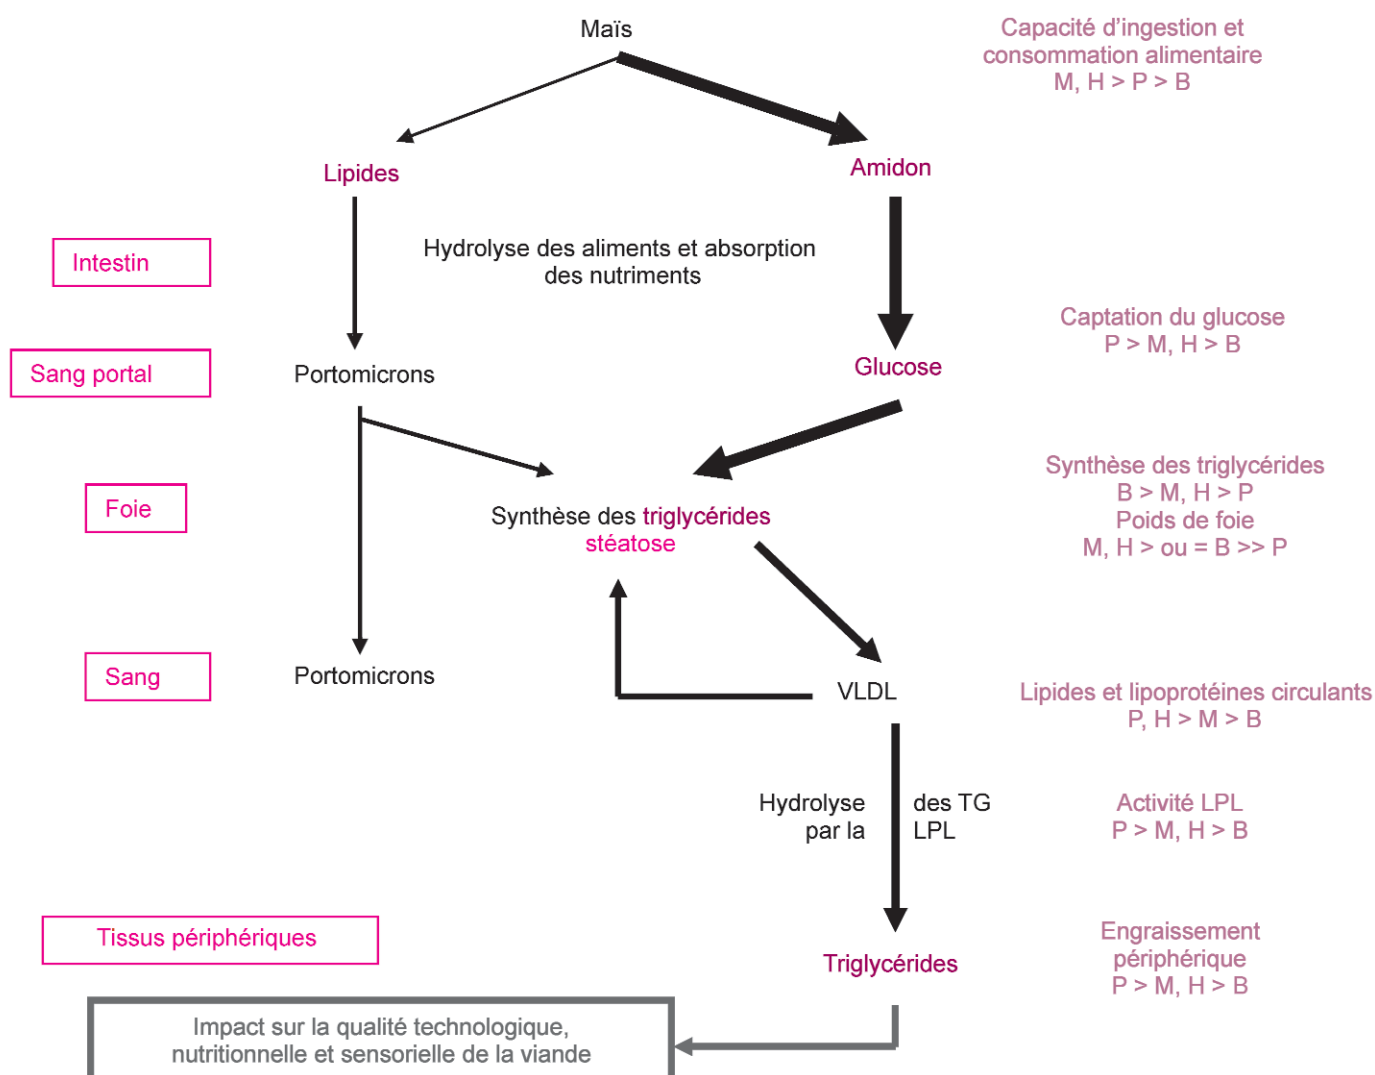 Maïs
Capacité d'ingestion et
consommation alimentaire
M, H > P > B
Lipides
Amidon
Intestin
Hydrolyse des aliments et absorption
des nutriments
Captation du glucose
P > M, H > B
Sang portal
Portomicrons
Glucose
Synthèse des triglycérides
B > M, H > P
Poids de foie
M, H > ou = B >> P
Foie
Synthèse des triglycérides
stéatose
Sang
Portomicrons
VLDL
Lipides et lipoprotéines circulants
P, H > M > B
Hydrolyse des TG
par la LPL
Activité LPL
P > M, H > B
Tissus périphériques
Triglycérides
Engraissement
périphérique
P > M, H > B
Impact sur la qualité technologique,
nutritionnelle et sensorielle de la viande